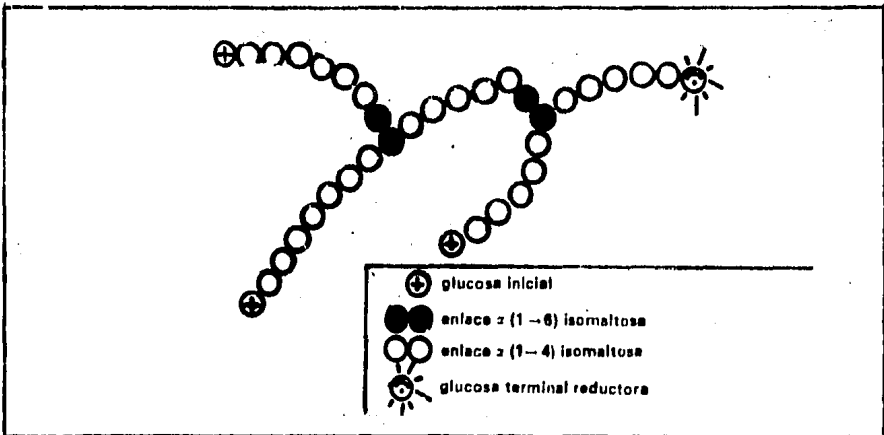 glucosa inicial
enlace α (1→6) isomaltosa
enlace α (1→4) isomaltosa
glucosa terminal reductora